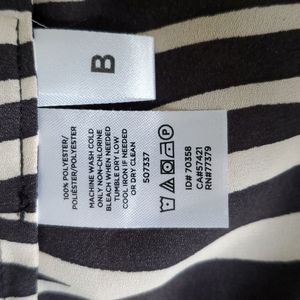 B
100% POLYESTER/
POLIÉSTER/POLYESTER
MACHINE WASH COLD
ONLY NON-CHLORINE
BLEACH WHEN NEEDED
TUMBLE DRY LOW
COOL IRON IF NEEDED
OR DRY CLEAN
507337
P
ID# 70358
CA#57421
RN#77379